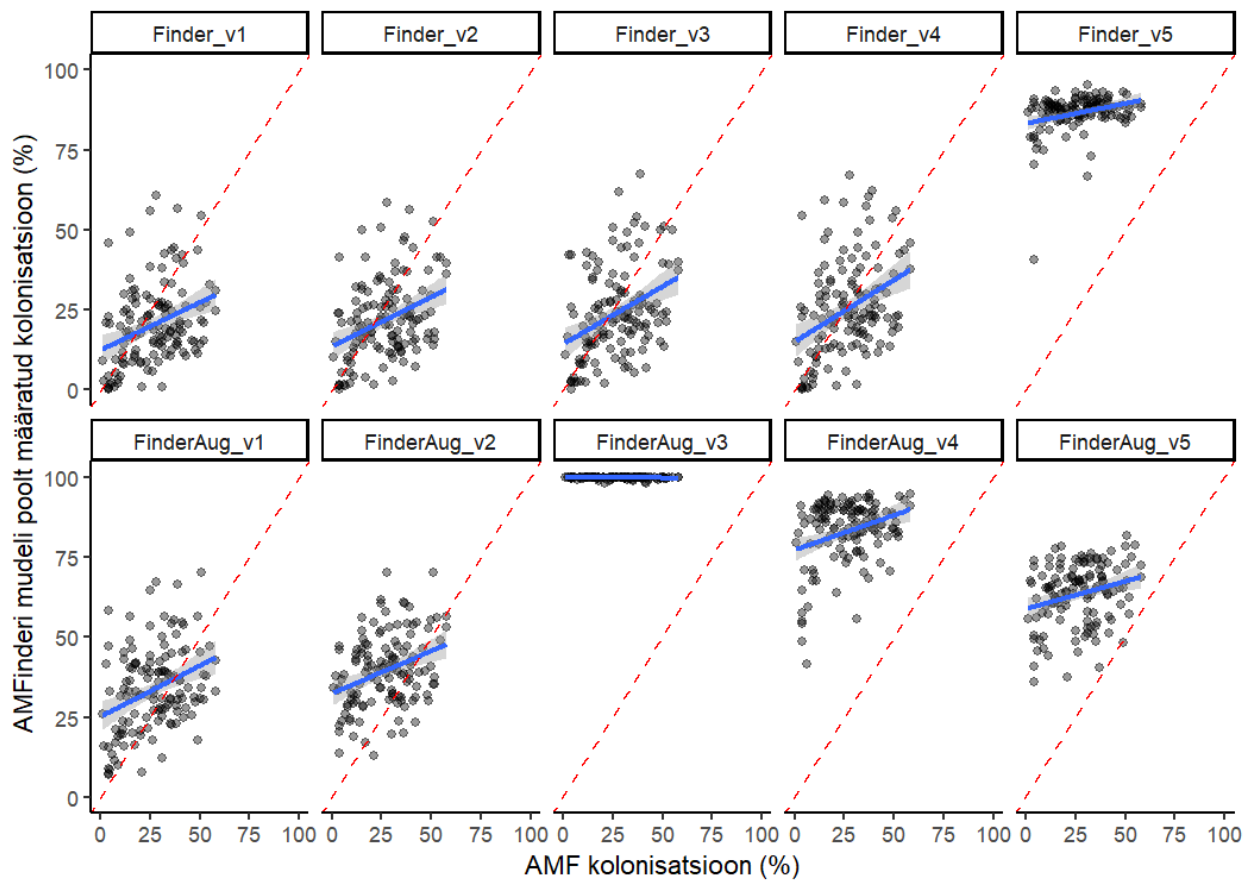 Finder_v1 Finder_v2 Finder_v3 Finder_v4 Finder_v5
100
75
50
25
0
FinderAug_v1 FinderAug_v2 FinderAug_v3 FinderAug_v4 FinderAug_v5
100
75
50
25
0
0 25 50 75 100 0 25 50 75 100 0 25 50 75 100 0 25 50 75 100 0 25 50 75 100
AMF kolonisatsioon (%)
AMFinderi mudeli poolt määratud kolonisatsioon (%)